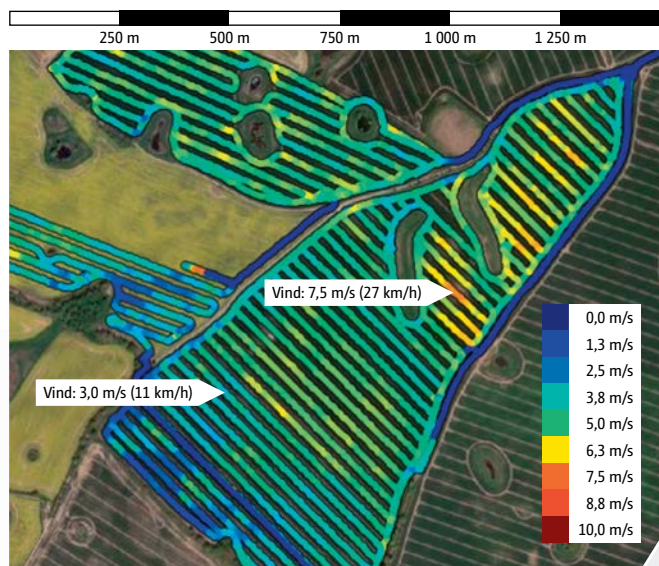 250 m 500 m 750 m 1 000 m 1 250 m
Vind: 7,5 m/s (27 km/h)
Vind: 3,0 m/s (11 km/h)
0,0 m/s
1,3 m/s
2,5 m/s
3,8 m/s
5,0 m/s
6,3 m/s
7,5 m/s
8,8 m/s
10,0 m/s